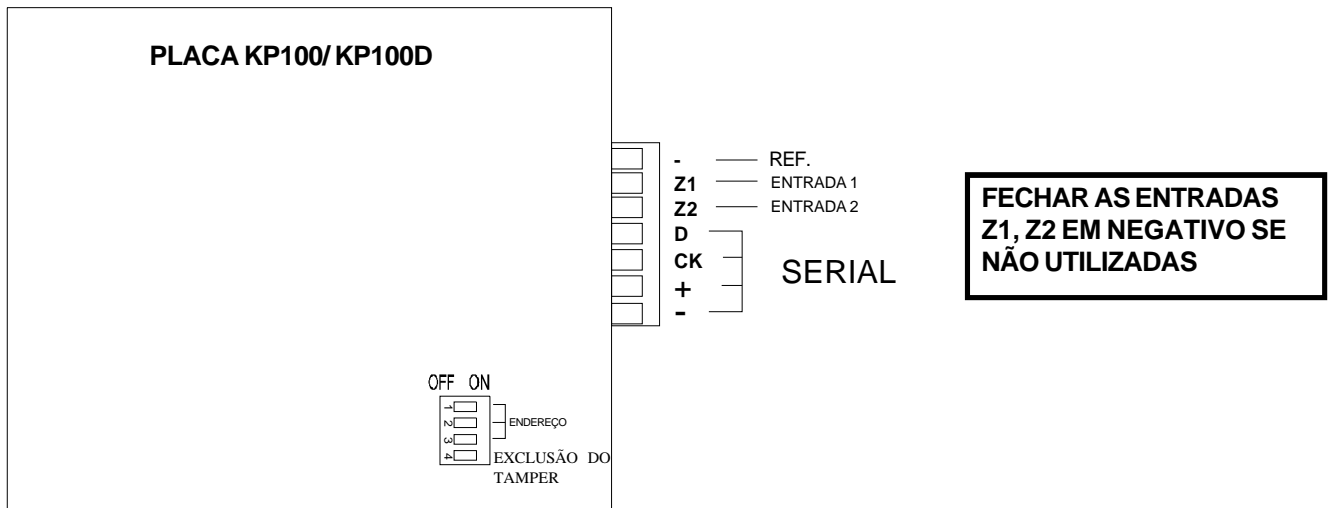 PLACA KP100/ KP100D
- REF.
Z1 ENTRADA 1
Z2 ENTRADA 2
D
CK
+
-
SERIAL
FECHAR AS ENTRADAS
Z1, Z2 EM NEGATIVO SE
NÃO UTILIZADAS
OFF ON
1
2
3
4
ENDEREÇO
EXCLUSÃO DO
TAMPER